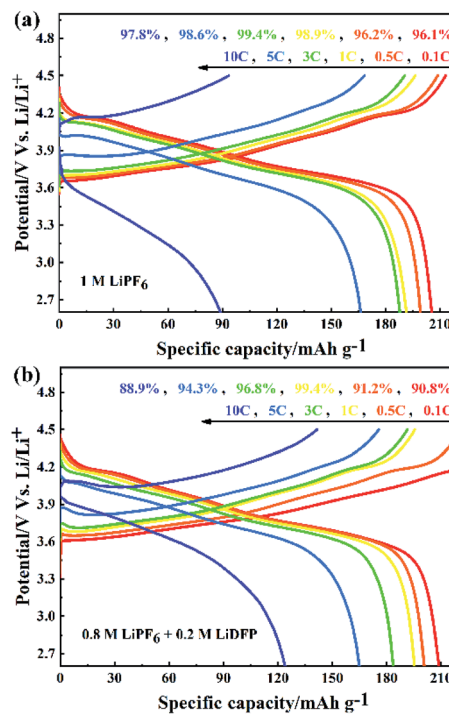 (a)
97.8%, 98.6%, 99.4%, 98.9%, 96.2%, 96.1%
10C, 5C, 3C, 1C, 0.5C, 0.1C
4.8
4.5
4.2
3.9
3.6
3.3
3.0
2.7
Potential/V Vs. Li/Li+
1 M LiPF6
0 30 60 90 120 150 180 210
Specific capacity/mAh g-1
(b)
88.9%, 94.3%, 96.8%, 99.4%, 91.2%, 90.8%
10C, 5C, 3C, 1C, 0.5C, 0.1C
4.8
4.5
4.2
3.9
3.6
3.3
3.0
2.7
Potential/V Vs. Li/Li+
0.8 M LiPF6 + 0.2 M LiDFP
0 30 60 90 120 150 180 210
Specific capacity/mAh g-1